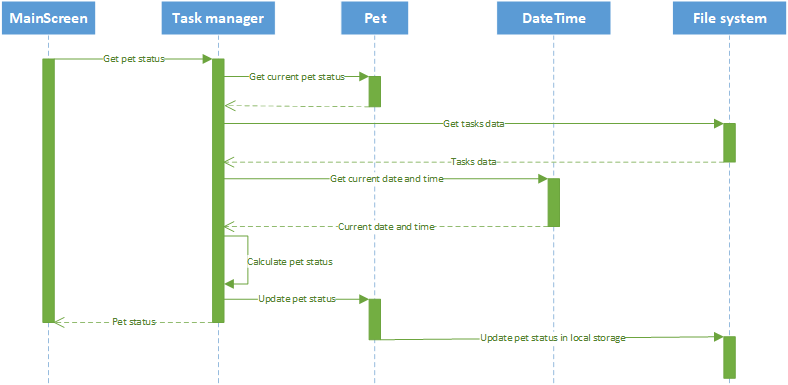 MainScreen
Task manager
Pet
DateTime
File system
Get pet status
Get current pet status
Get tasks data
Tasks data
Get current date and time
Current date and time
Calculate pet status
Update pet status
Pet status
Update pet status in local storage